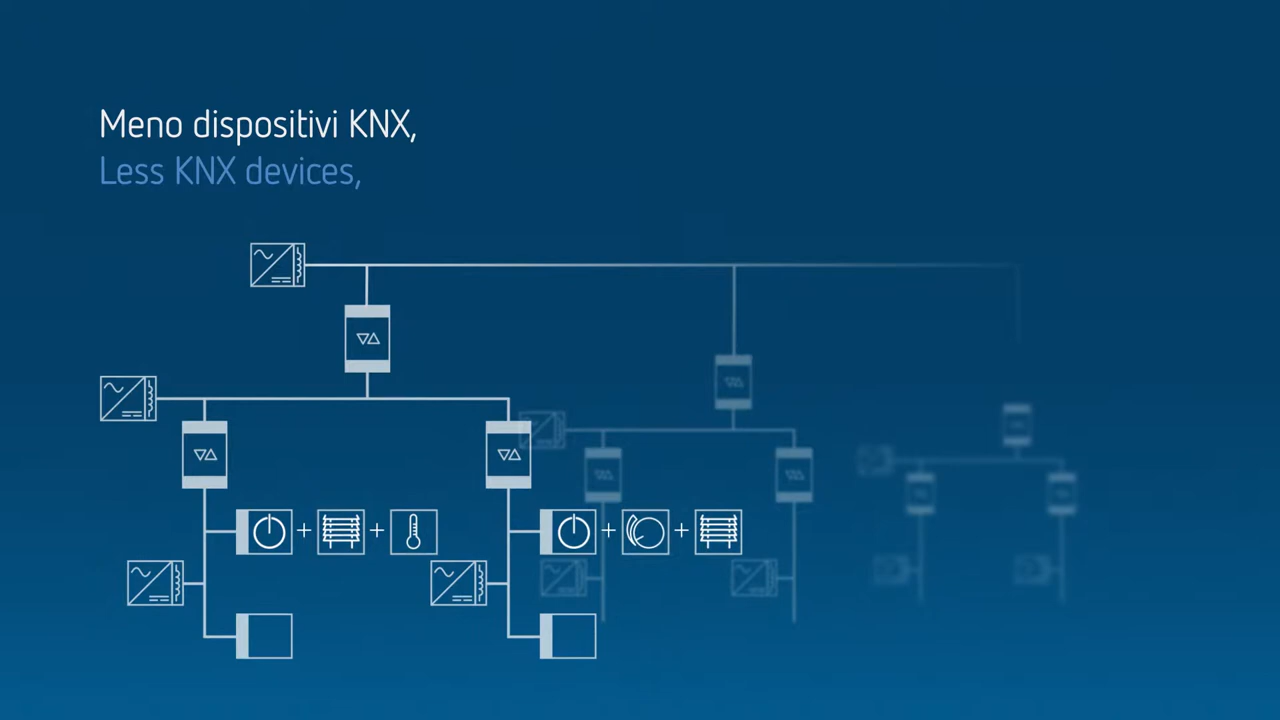 Meno dispositivi KNX,
Less KNX devices,